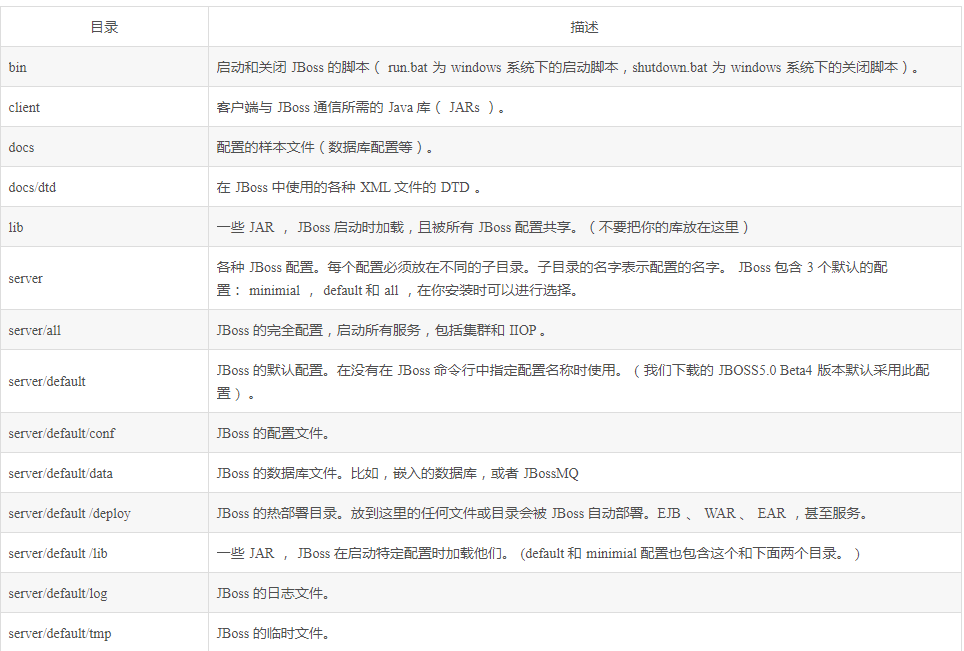 目录 描述
bin 启动和关闭 JBoss 的脚本（ run.bat 为 windows 系统下的启动脚本，shutdown.bat 为 windows 系统下的关闭脚本）。
client 客户端与 JBoss 通信所需的 Java 库（ JARs ）。
docs 配置的样本文件（数据库配置等）。
docs/dtd 在 JBoss 中使用的各种 XML 文件的 DTD 。
lib 一些 JAR ， JBoss 启动时加载，且被所有 JBoss 配置共享。（不要把你的库放在这里）
server 各种 JBoss 配置。每个配置必须放在不同的子目录。子目录的名字表示配置的名字。 JBoss 包含 3 个默认的配
置： minimial ， default 和 all ，在你安装时可以进行选择。
server/all JBoss 的完全配置，启动所有服务，包括集群和 IIOP 。
server/default JBoss 的默认配置。在没有在 JBoss 命令行中指定配置名称时使用。（我们下载的 JBOSS5.0 Beta4 版本默认采用此配
置）。
server/default/conf JBoss 的配置文件。
server/default/data JBoss 的数据库文件。比如，嵌入的数据库，或者 JBossMQ
server/default /deploy JBoss 的热部署目录。放到这里的任何文件或目录会被 JBoss 自动部署。EJB 、 WAR 、 EAR ，甚至服务。
server/default /lib 一些 JAR ， JBoss 在启动特定配置时加载他们。 (default 和 minimial 配置也包含这个和下面两个目录。 ）
server/default/log JBoss 的日志文件。
server/default/tmp JBoss 的临时文件。